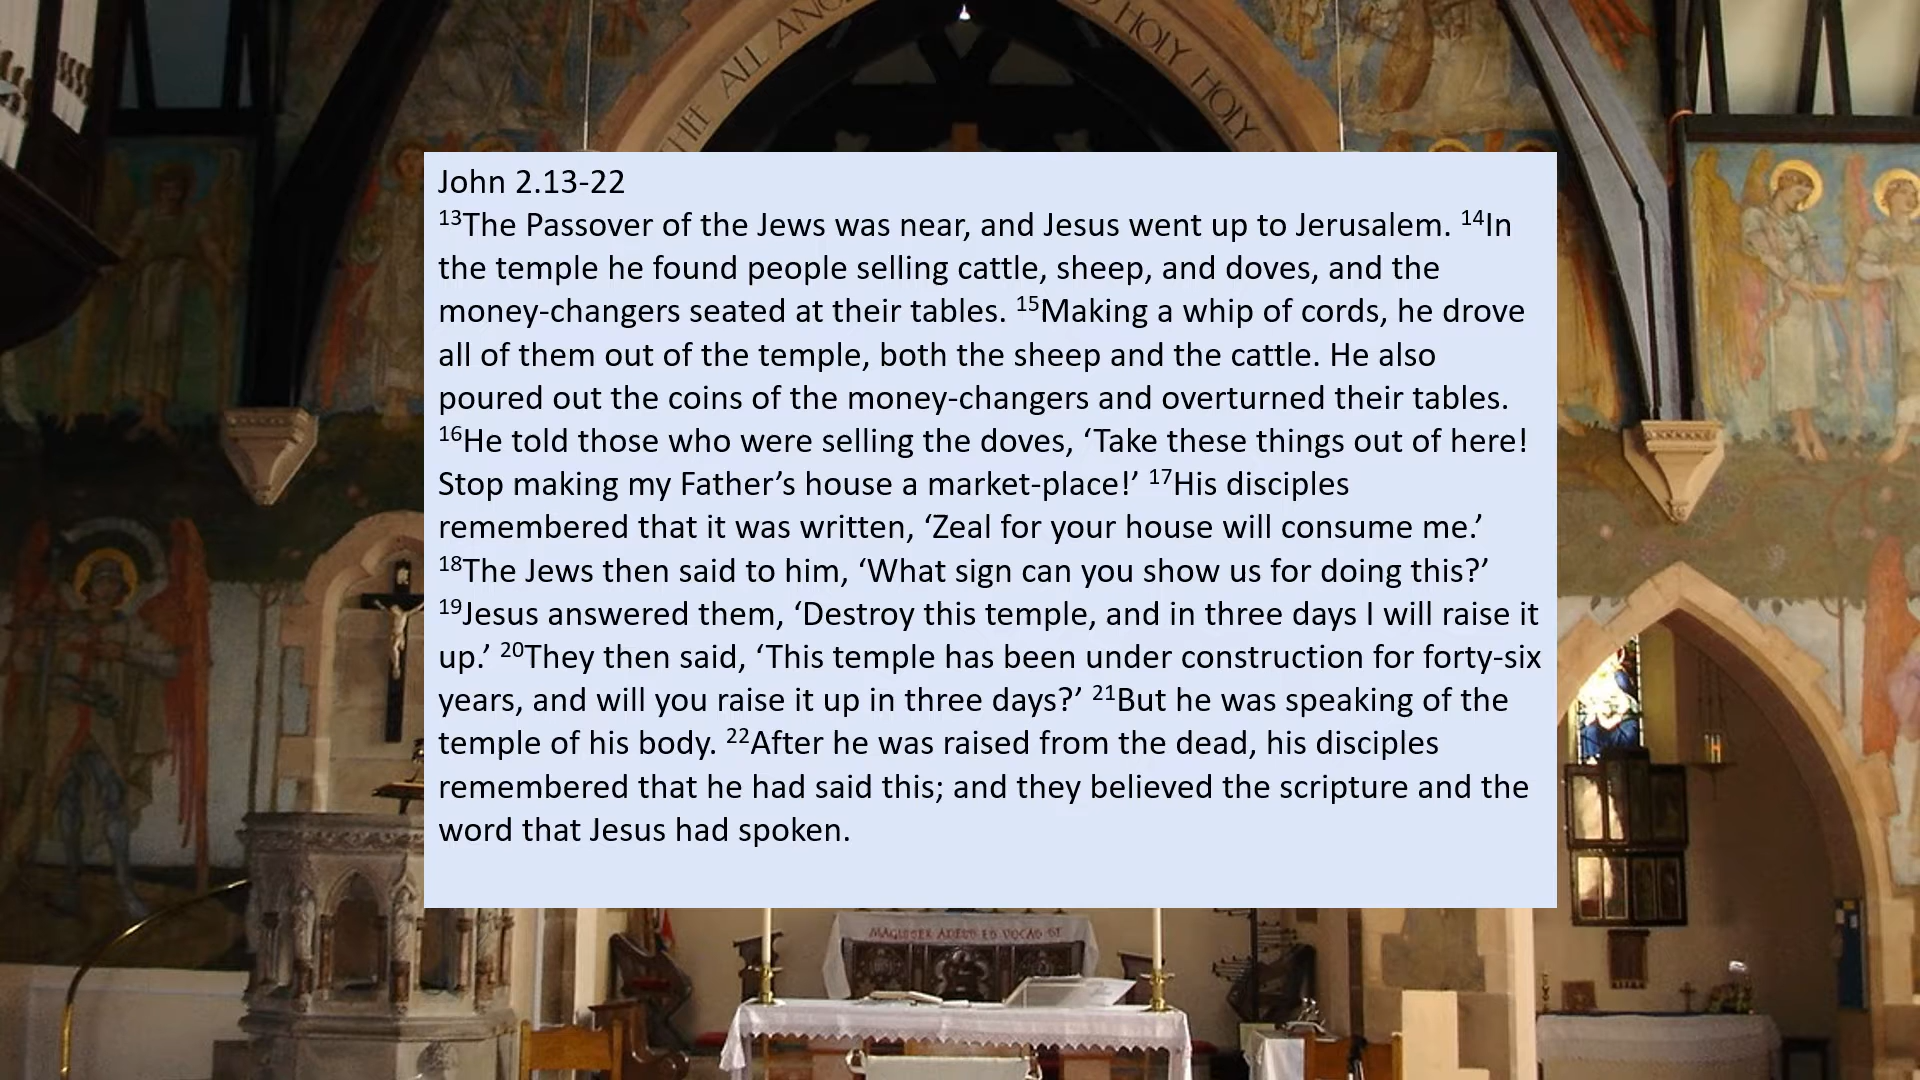 THEE ALL ANG
HOLY HOLY HOLY
John 2.13-22
13The Passover of the Jews was near, and Jesus went up to Jerusalem. 14In
the temple he found people selling cattle, sheep, and doves, and the
money-changers seated at their tables. 15Making a whip of cords, he drove
all of them out of the temple, both the sheep and the cattle. He also
poured out the coins of the money-changers and overturned their tables.
16He told those who were selling the doves, ‘Take these things out of here!
Stop making my Father’s house a market-place!’ 17His disciples
remembered that it was written, ‘Zeal for your house will consume me.’
18The Jews then said to him, ‘What sign can you show us for doing this?’
19Jesus answered them, ‘Destroy this temple, and in three days I will raise it
up.’ 20They then said, ‘This temple has been under construction for forty-six
years, and will you raise it up in three days?’ 21But he was speaking of the
temple of his body. 22After he was raised from the dead, his disciples
remembered that he had said this; and they believed the scripture and the
word that Jesus had spoken.
MAGISTER ADEST ED VOCAD DE